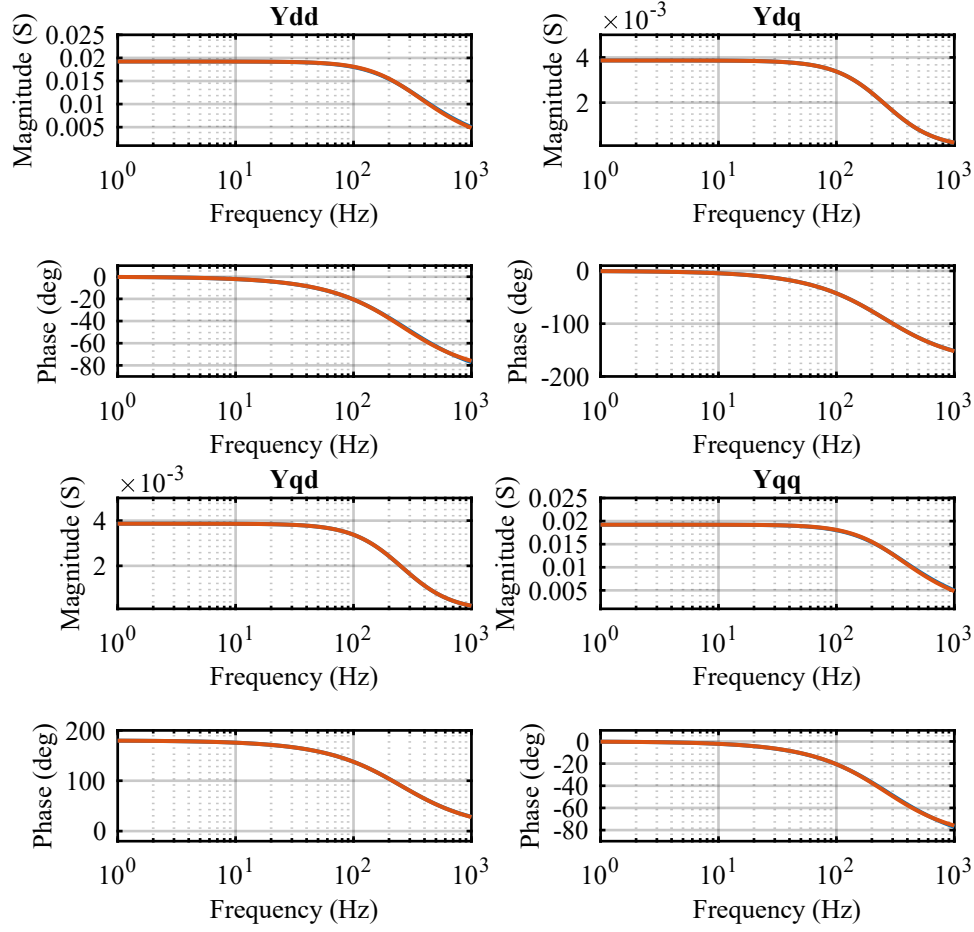 Ydd
Magnitude (S)
0.025
0.02
0.015
0.01
0.005
10^0 10^1 10^2 10^3
Frequency (Hz)
Ydq
×10^-3
Magnitude (S)
4
2
10^0 10^1 10^2 10^3
Frequency (Hz)
Phase (deg)
0
-20
-40
-60
-80
10^0 10^1 10^2 10^3
Frequency (Hz)
Phase (deg)
0
-100
-200
10^0 10^1 10^2 10^3
Frequency (Hz)
Yqd
×10^-3
Magnitude (S)
4
2
10^0 10^1 10^2 10^3
Frequency (Hz)
Yqq
Magnitude (S)
0.025
0.02
0.015
0.01
0.005
10^0 10^1 10^2 10^3
Frequency (Hz)
Phase (deg)
200
100
0
10^0 10^1 10^2 10^3
Frequency (Hz)
Phase (deg)
0
-20
-40
-60
-80
10^0 10^1 10^2 10^3
Frequency (Hz)